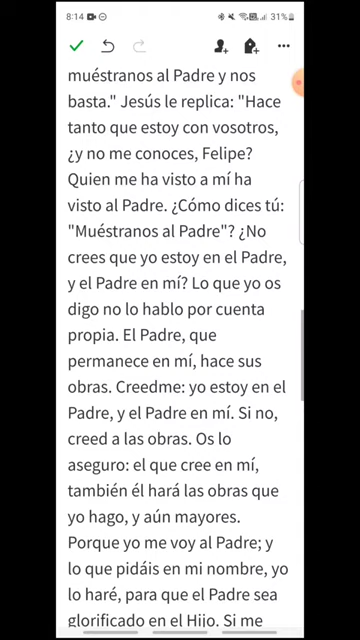 8:14
31%
muéstranos al Padre y nos
basta." Jesús le replica: "Hace
tanto que estoy con vosotros,
¿y no me conoces, Felipe?
Quien me ha visto a mí ha
visto al Padre. ¿Cómo dices tú:
"Muéstranos al Padre"? ¿No
crees que yo estoy en el Padre,
y el Padre en mí? Lo que yo os
digo no lo hablo por cuenta
propia. El Padre, que
permanece en mí, hace sus
obras. Creedme: yo estoy en el
Padre, y el Padre en mí. Si no,
creed a las obras. Os lo
aseguro: el que cree en mí,
también él hará las obras que
yo hago, y aún mayores.
Porque yo me voy al Padre; y
lo que pidáis en mi nombre, yo
lo haré, para que el Padre sea
glorificado en el Hijo. Si me